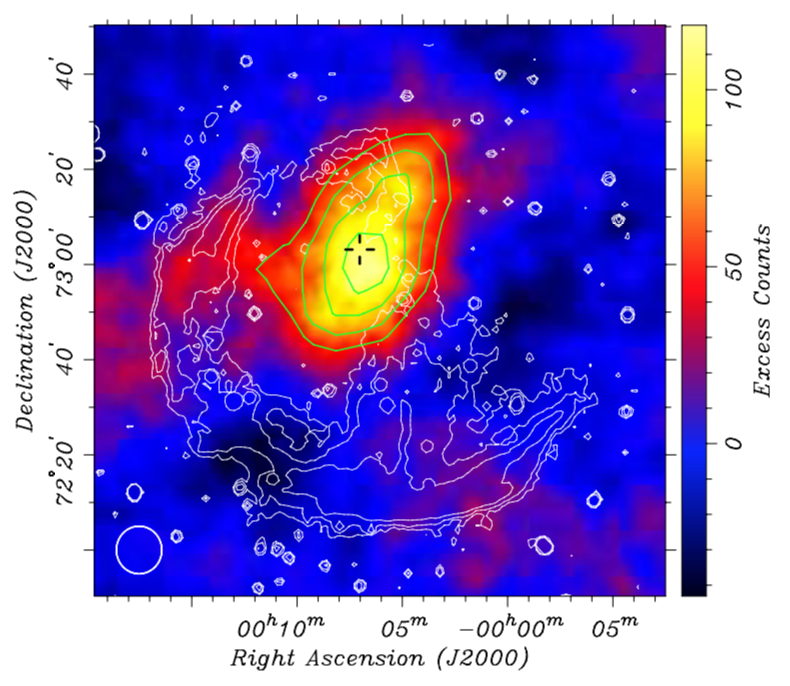 40'
20'
73° 00'
40'
72° 20'
Declination (J2000)
00ʰ10ᵐ 05ᵐ −00ʰ00ᵐ 05ᵐ
Right Ascension (J2000)
100
50
0
Excess Counts